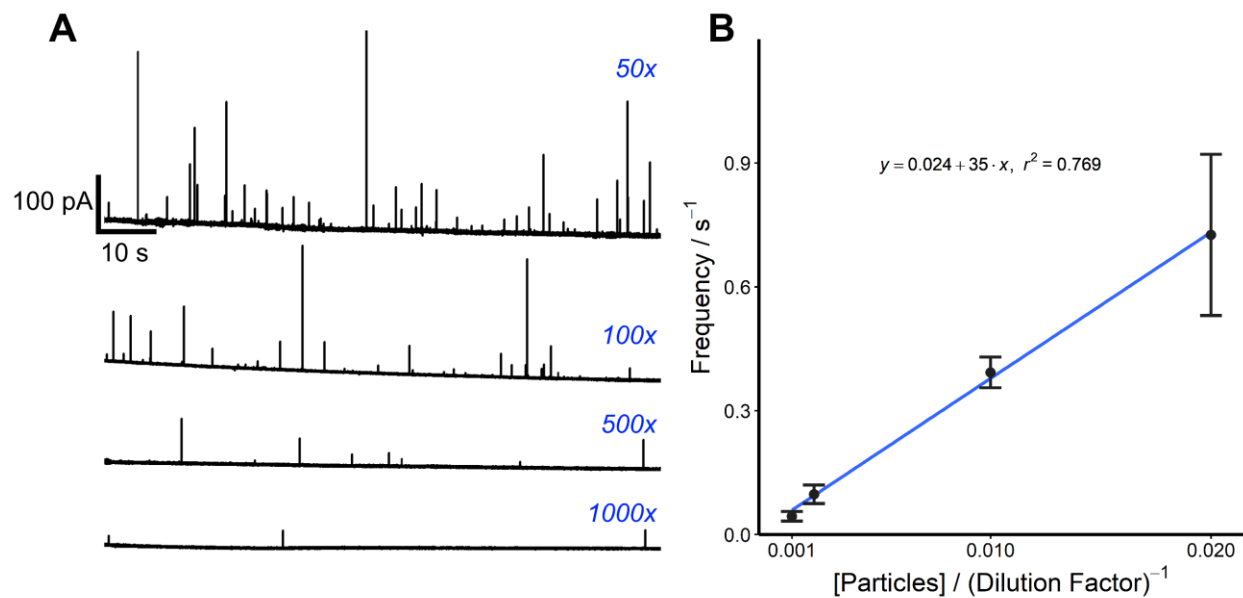 A
50x
100 pA
10 s
100x
500x
1000x
B
y = 0.024 + 35 · x, r² = 0.769
Frequency / s⁻¹
0.9
0.6
0.3
0.0
0.001
0.010
0.020
[Particles] / (Dilution Factor)⁻¹